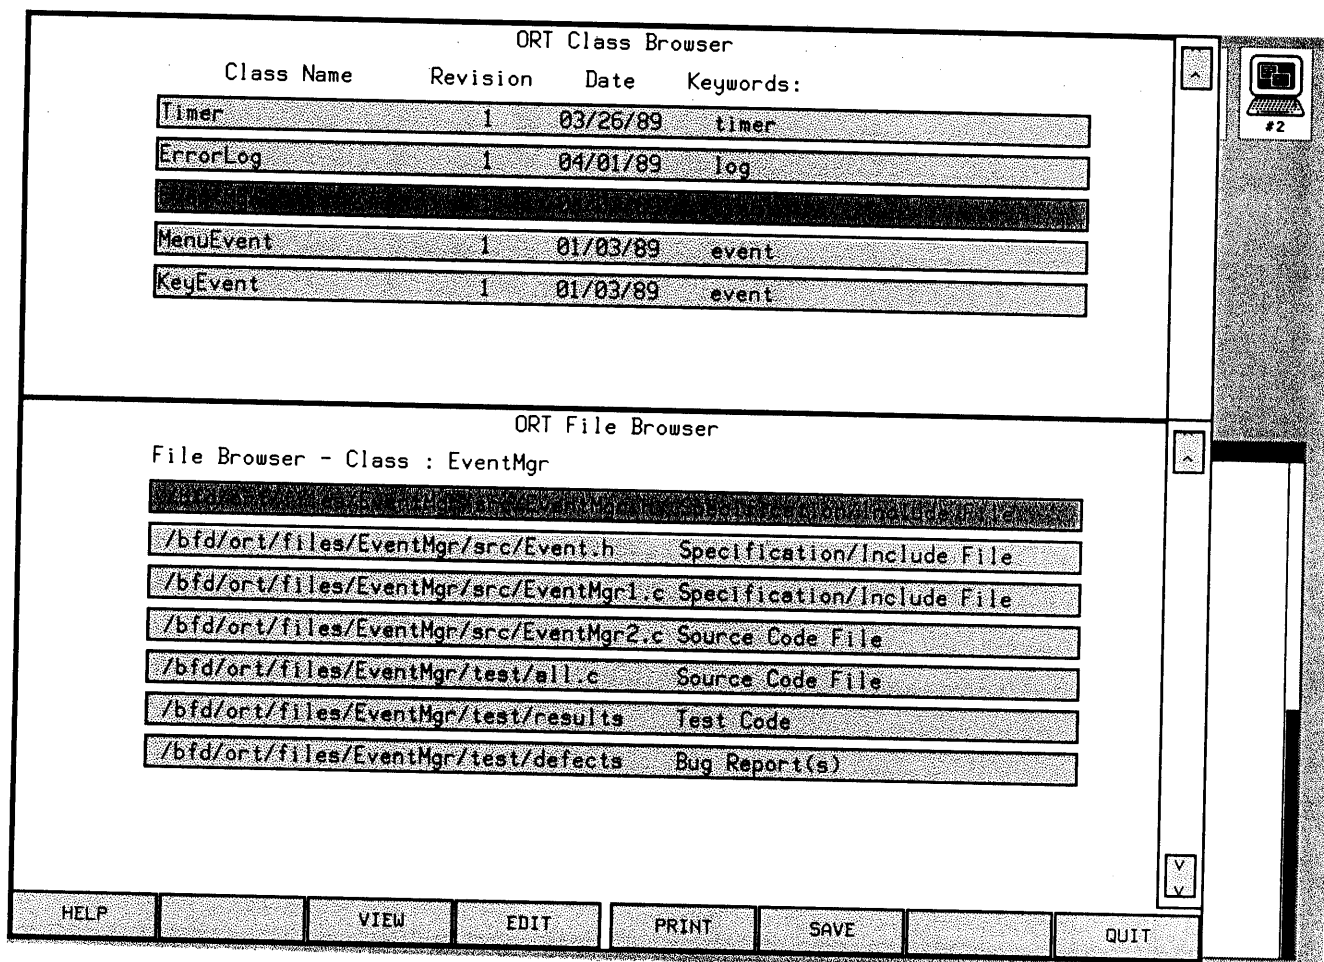 ORT Class Browser
Class Name Revision Date Keywords:
#2
Timer 1 03/26/89 timer
ErrorLog 1 04/01/89 log
MenuEvent 1 01/03/89 event
KeyEvent 1 01/03/89 event
ORT File Browser
File Browser - Class : EventMgr
/bfd/ort/files/EventMgr/src/Event.h Specification/Include File
/bfd/ort/files/EventMgr/src/EventMgr1.c Specification/Include File
/bfd/ort/files/EventMgr/src/EventMgr2.c Source Code File
/bfd/ort/files/EventMgr/test/all.c Source Code File
/bfd/ort/files/EventMgr/test/results Test Code
/bfd/ort/files/EventMgr/test/defects Bug Report(s)
HELP VIEW EDIT PRINT SAVE QUIT